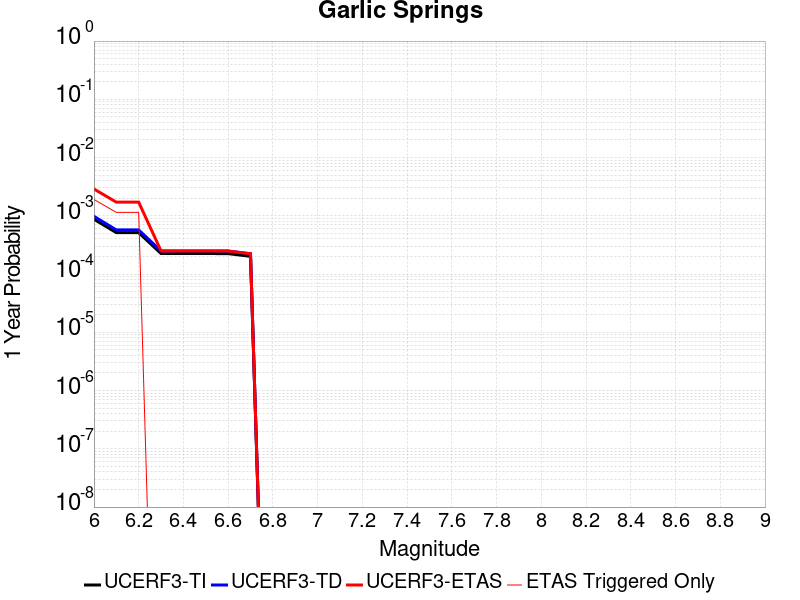 Garlic Springs
10 0
10 -1
10 -2
10 -3
10 -4
10 -5
10 -6
10 -7
10 -8
1 Year Probability
6 6.2 6.4 6.6 6.8 7 7.2 7.4 7.6 7.8 8 8.2 8.4 8.6 8.8 9
Magnitude
UCERF3-TI UCERF3-TD UCERF3-ETAS ETAS Triggered Only